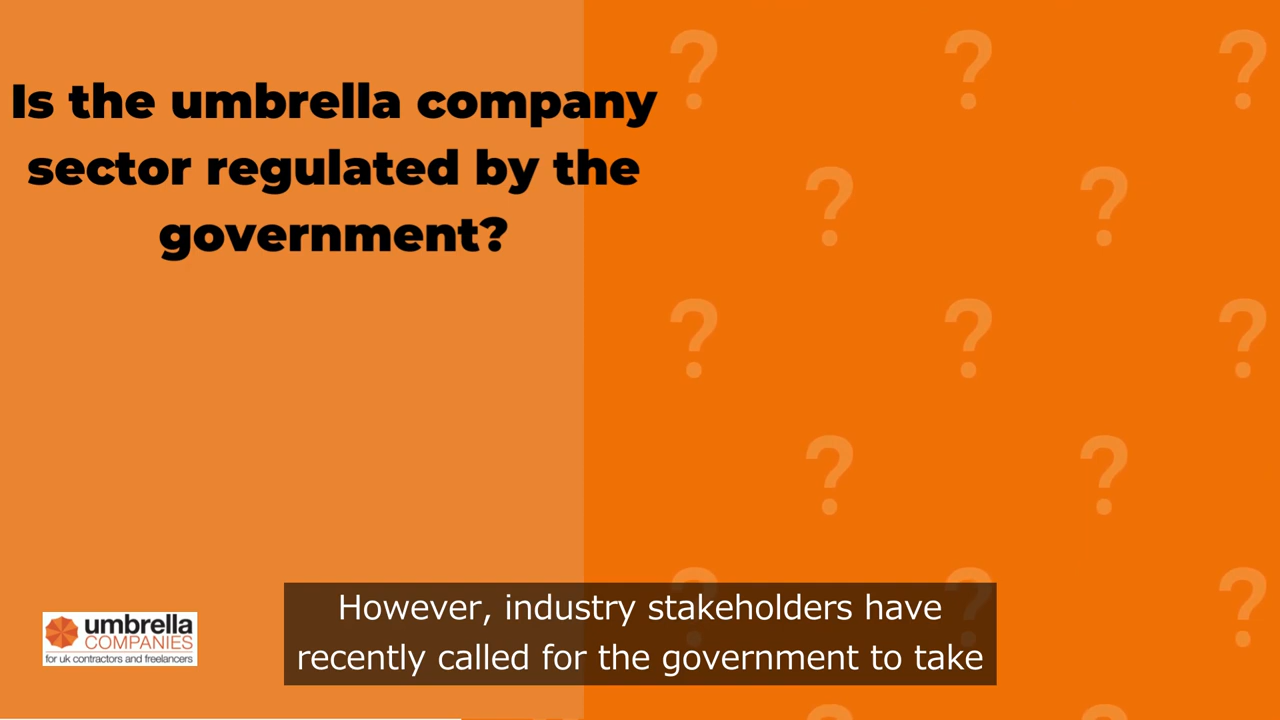 Is the umbrella company
sector regulated by the
government?
umbrella
COMPANIES
for uk contractors and freelancers
However, industry stakeholders have
recently called for the government to take